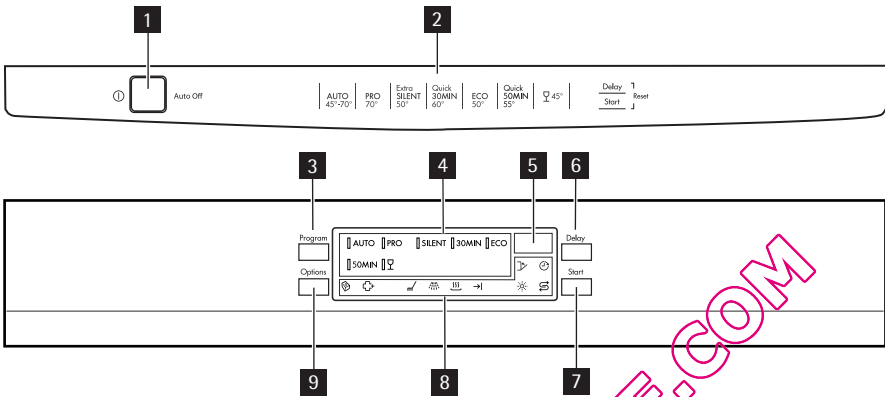 1
2
Auto Off
AUTO 45°-70°
PRO 70°
Extra SILENT 50°
Quick 30MIN 60°
ECO 50°
Quick 50MIN 55°
45°
Delay
Start
Reset
3
4
5
6
Program
AUTO PRO SILENT 30MIN ECO
Delay
50MIN
Options
Start
9
8
7
.COM